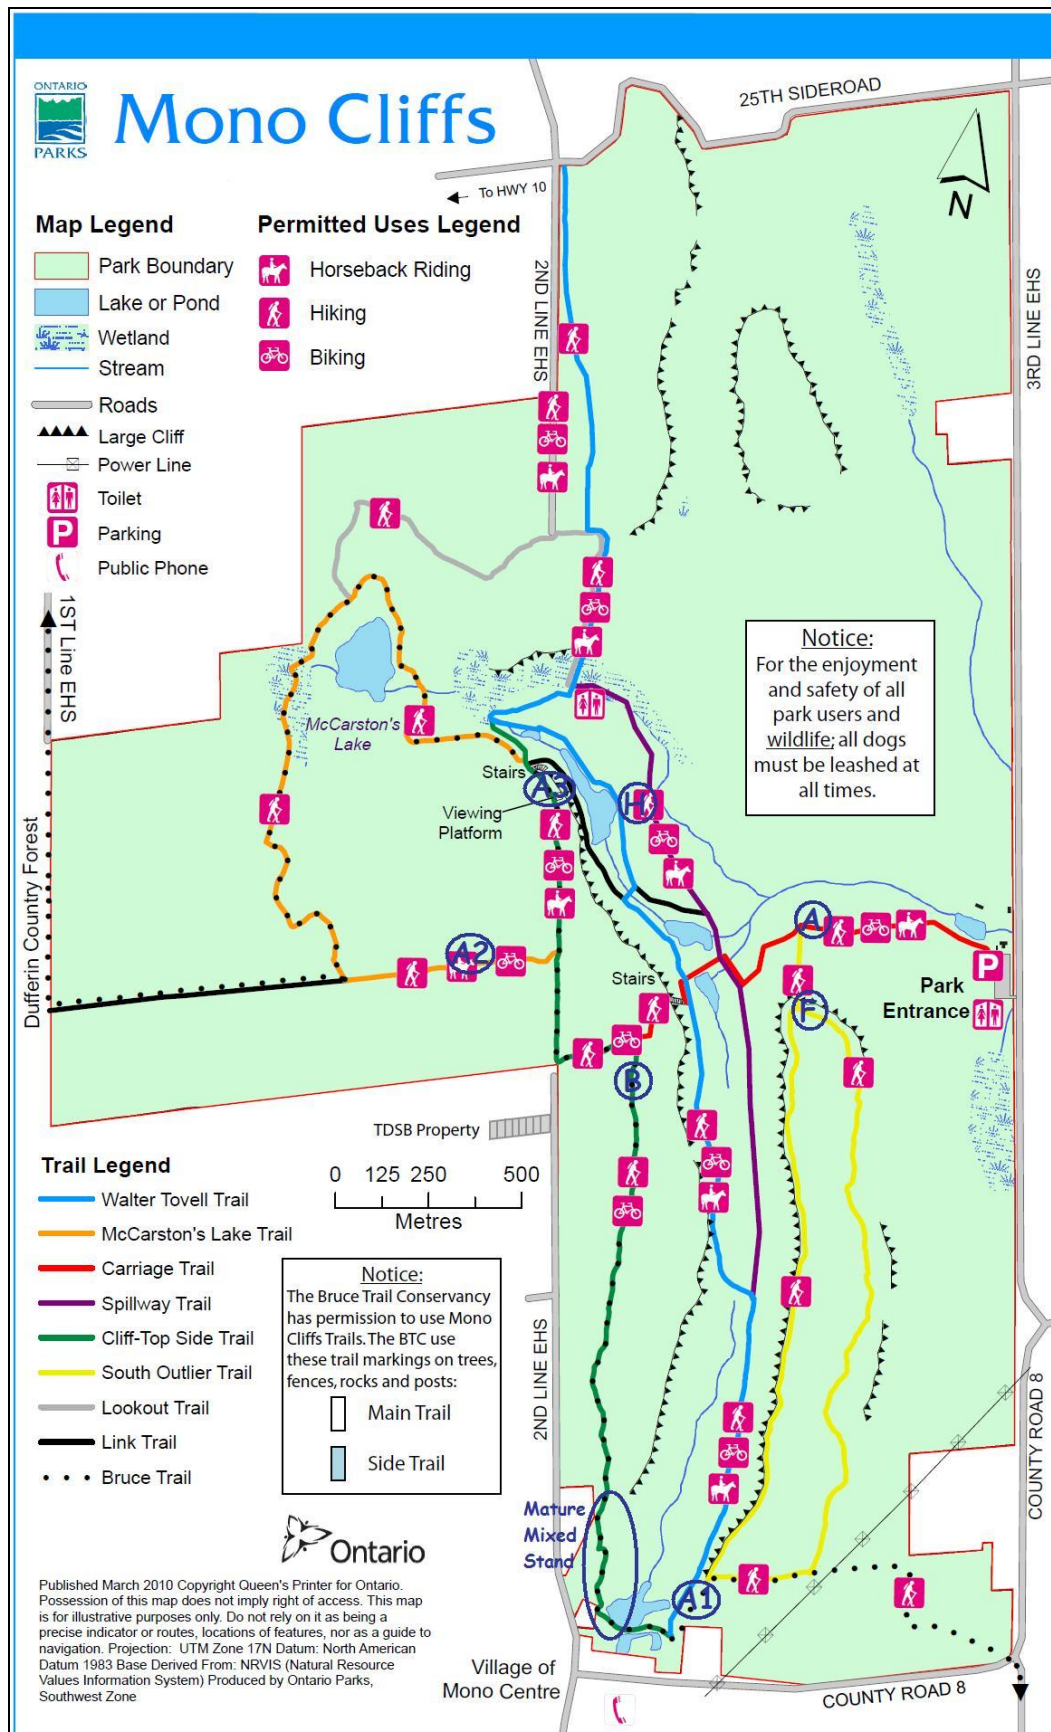 ONTARIO
PARKS
Mono Cliffs
25TH SIDEROAD
To HWY 10
N
Map Legend
Park Boundary
Lake or Pond
Wetland
Stream
Roads
Large Cliff
Power Line
Toilet
P
Parking
Public Phone
Permitted Uses Legend
Horseback Riding
Hiking
Biking
2ND LINE EHS
3RD LINE EHS
1ST Line EHS
Notice:
For the enjoyment
and safety of all
park users and
wildlife; all dogs
must be leashed at
all times.
McCarston's
Lake
Stairs
A3
Viewing
Platform
H
A
A2
P
Park
Entrance
Stairs
F
B
Dufferin Country Forest
TDSB Property
0 125 250 500
Metres
Trail Legend
Walter Tovell Trail
McCarston's Lake Trail
Carriage Trail
Spillway Trail
Cliff-Top Side Trail
South Outlier Trail
Lookout Trail
Link Trail
Bruce Trail
Notice:
The Bruce Trail Conservancy
has permission to use Mono
Cliffs Trails. The BTC use
these trail markings on trees,
fences, rocks and posts:
Main Trail
Side Trail
2ND LINE EHS
COUNTY ROAD 8
Mature
Mixed
Stand
A1
Ontario
Published March 2010 Copyright Queen's Printer for Ontario.
Possession of this map does not imply right of access. This map
is for illustrative purposes only. Do not rely on it as being a
precise indicator or routes, locations of features, nor as a guide to
navigation. Projection: UTM Zone 17N Datum: North American
Datum 1983 Base Derived From: NRVIS (Natural Resource
Values Information System) Produced by Ontario Parks,
Southwest Zone
Village of
Mono Centre
COUNTY ROAD 8